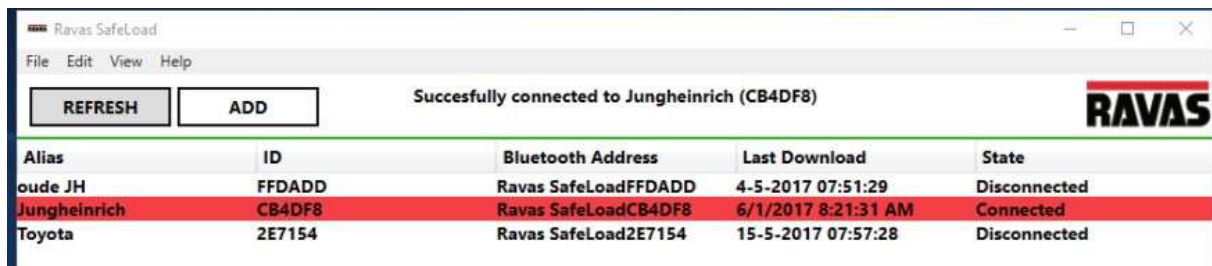 Ravas SafeLoad
File Edit View Help
REFRESH ADD Succesfully connected to Jungheinrich (CB4DF8) RAVAS
Alias ID Bluetooth Address Last Download State
oude JH FFDADD Ravas SafeLoadFFDADD 4-5-2017 07:51:29 Disconnected
Jungheinrich CB4DF8 Ravas SafeLoadCB4DF8 6/1/2017 8:21:31 AM Connected
Toyota 2E7154 Ravas SafeLoad2E7154 15-5-2017 07:57:28 Disconnected